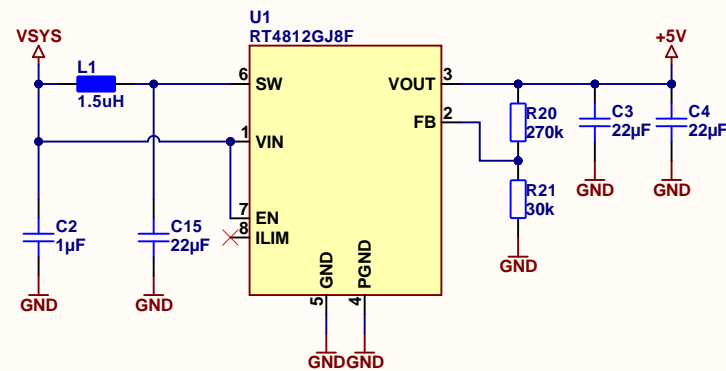 U1
RT4812GJ8F
VSYS
+5V
L1
1.5uH
6
SW
VOUT
3
FB
2
1
VIN
R20
270k
C3
22µF
C4
22µF
GND
GND
R21
30k
7
EN
8
ILIM
C2
1µF
C15
22µF
GND
GND
GND
GND
PGND
5
4
GND
GND